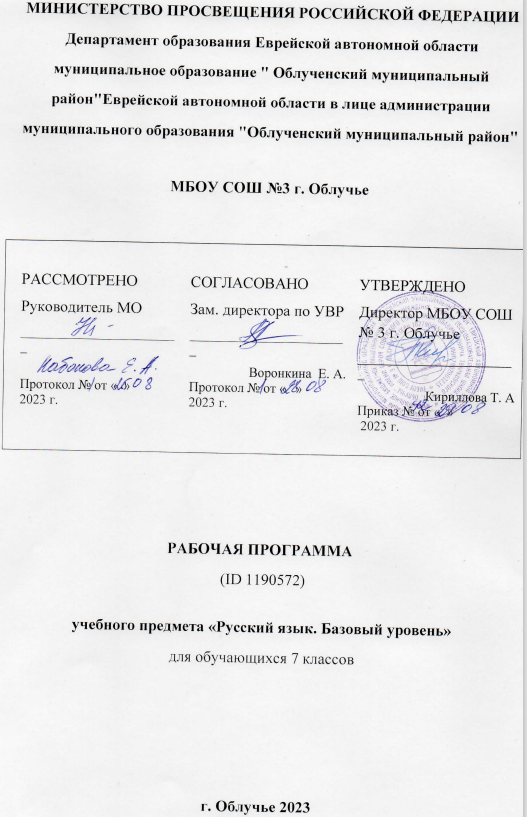 МИНИСТЕРСТВО ПРОСВЕЩЕНИЯ РОССИЙСКОЙ ФЕДЕРАЦИИ
Департамент образования Еврейской автономной области
муниципальное образование " Облученский муниципальный
район"Еврейской автономной области в лице администрации
муниципального образования "Облученский муниципальный район"
МБОУ СОШ №3 г. Облучье
РАССМОТРЕНО
Руководитель МО
Е. А.
Протокол №1 от « » 08
2023 г.
СОГЛАСОВАНО
Зам. директора по УВР
Воронкина Е. А.
Протокол №1 от «28» 08
2023 г.
УТВЕРЖДЕНО
Директор МБОУ СОШ
№ 3 г. Облучье
Кириллова Т. А
Приказ № от « » 08
2023 г.
РАБОЧАЯ ПРОГРАММА
(ID 1190572)
учебного предмета «Русский язык. Базовый уровень»
для обучающихся 7 классов
г. Облучье 2023